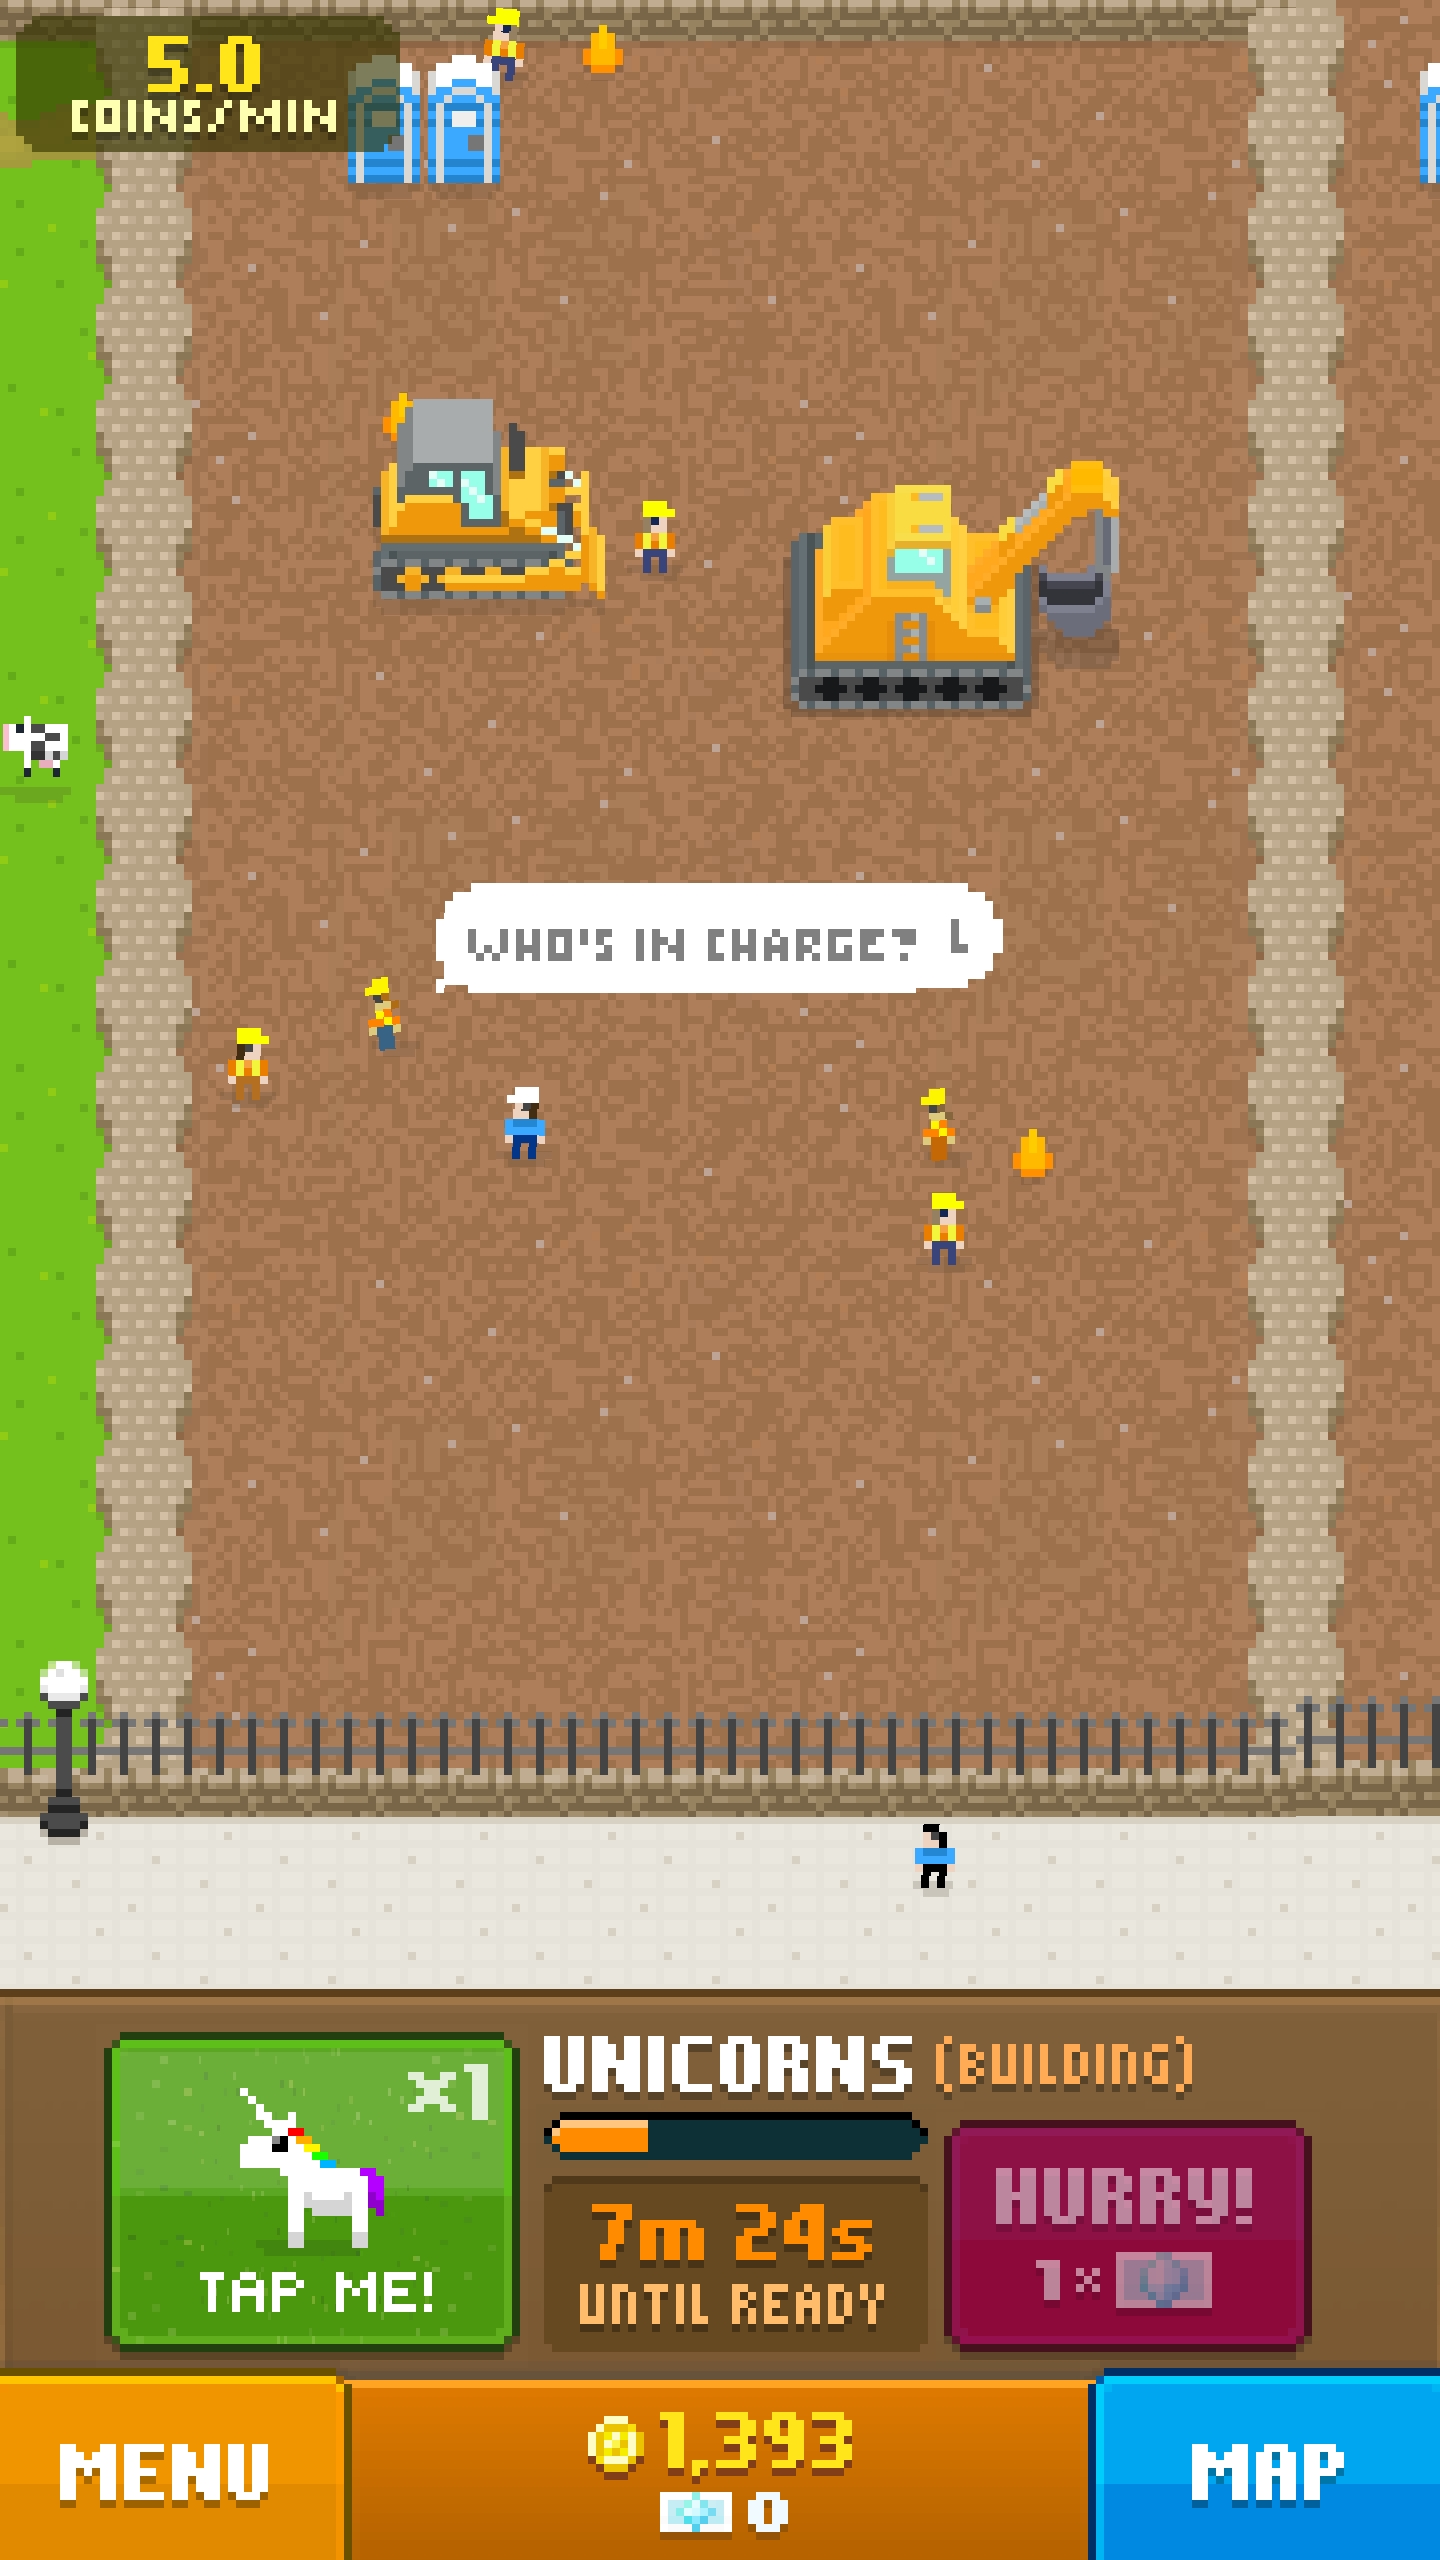 5.0
COINS/MIN
WHO'S IN CHARGE? L
UNICORNS (BUILDING)
x1
TAP ME!
7m 24s
UNTIL READY
HURRY!
1×
MENU
1,393
0
MAP